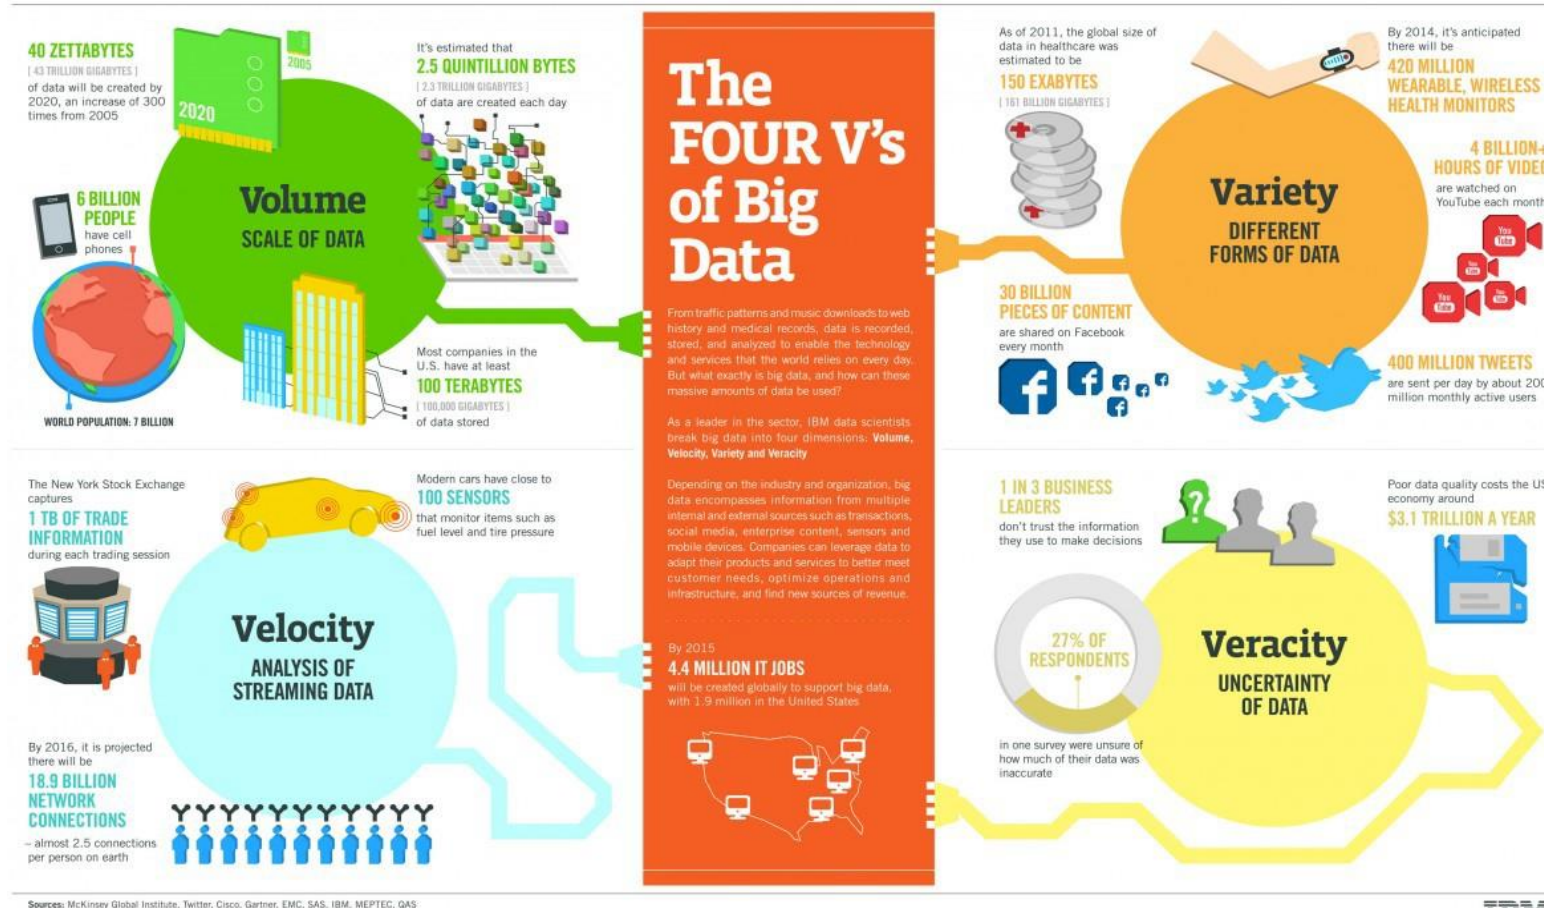 40 ZETTABYTES
[ 43 TRILLION GIGABYTES ]
of data will be created by
2020, an increase of 300
times from 2005
2020
2005
It's estimated that
2.5 QUINTILLION BYTES
[ 2.3 TRILLION GIGABYTES ]
of data are created each day
6 BILLION
PEOPLE
have cell
phones
WORLD POPULATION: 7 BILLION
Volume
SCALE OF DATA
Most companies in the
U.S. have at least
100 TERABYTES
[ 100,000 GIGABYTES ]
of data stored
The New York Stock Exchange
captures
1 TB OF TRADE
INFORMATION
during each trading session
Modern cars have close to
100 SENSORS
that monitor items such as
fuel level and tire pressure
Velocity
ANALYSIS OF
STREAMING DATA
By 2016, it is projected
there will be
18.9 BILLION
NETWORK
CONNECTIONS
– almost 2.5 connections
per person on earth
The
FOUR V's
of Big
Data
From traffic patterns and music downloads to web
history and medical records, data is recorded,
stored, and analyzed to enable the technology
and services that the world relies on every day.
But what exactly is big data, and how can these
massive amounts of data be used?
As a leader in the sector, IBM data scientists
break big data into four dimensions: Volume,
Velocity, Variety and Veracity
Depending on the industry and organization, big
data encompasses information from multiple
internal and external sources such as transactions,
social media, enterprise content, sensors and
mobile devices. Companies can leverage data to
adapt their products and services to better meet
customer needs, optimize operations and
infrastructure, and find new sources of revenue.
By 2015
4.4 MILLION IT JOBS
will be created globally to support big data,
with 1.9 million in the United States
As of 2011, the global size of
data in healthcare was
estimated to be
150 EXABYTES
[ 161 BILLION GIGABYTES ]
By 2014, it's anticipated
there will be
420 MILLION
WEARABLE, WIRELESS
HEALTH MONITORS
4 BILLION+
HOURS OF VIDEO
are watched on
YouTube each month
You Tube
You Tube
You Tube
You Tube
Variety
DIFFERENT
FORMS OF DATA
30 BILLION
PIECES OF CONTENT
are shared on Facebook
every month
400 MILLION TWEETS
are sent per day by about 200
million monthly active users
1 IN 3 BUSINESS
LEADERS
don't trust the information
they use to make decisions
?
Poor data quality costs the US
economy around
$3.1 TRILLION A YEAR
27% OF
RESPONDENTS
in one survey were unsure of
how much of their data was
inaccurate
Veracity
UNCERTAINTY
OF DATA
Sources: McKinsey Global Institute, Twitter, Cisco, Gartner, EMC, SAS, IBM, MEPTEC, QAS